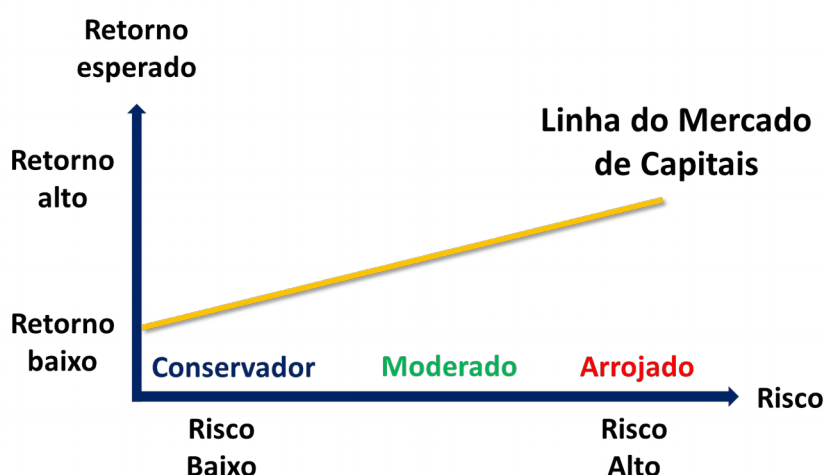 Retorno
esperado
Linha do Mercado
de Capitais
Retorno
alto
Retorno
baixo
Conservador Moderado Arrojado
Risco
Risco
Baixo
Risco
Alto